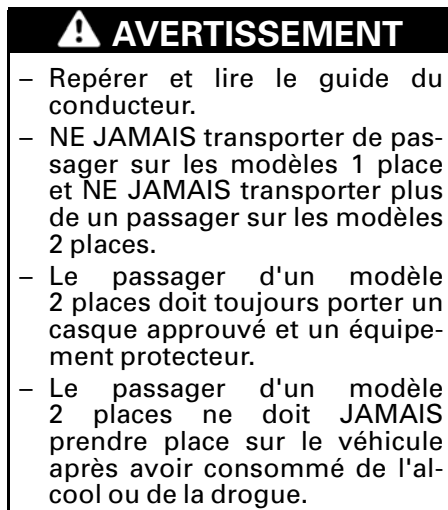 AVERTISSEMENT
– Repérer et lire le guide du
conducteur.
– NE JAMAIS transporter de pas-
sager sur les modèles 1 place
et NE JAMAIS transporter plus
de un passager sur les modèles
2 places.
– Le passager d'un modèle
2 places doit toujours porter un
casque approuvé et un équipe-
ment protecteur.
– Le passager d'un modèle
2 places ne doit JAMAIS
prendre place sur le véhicule
après avoir consommé de l'al-
cool ou de la drogue.